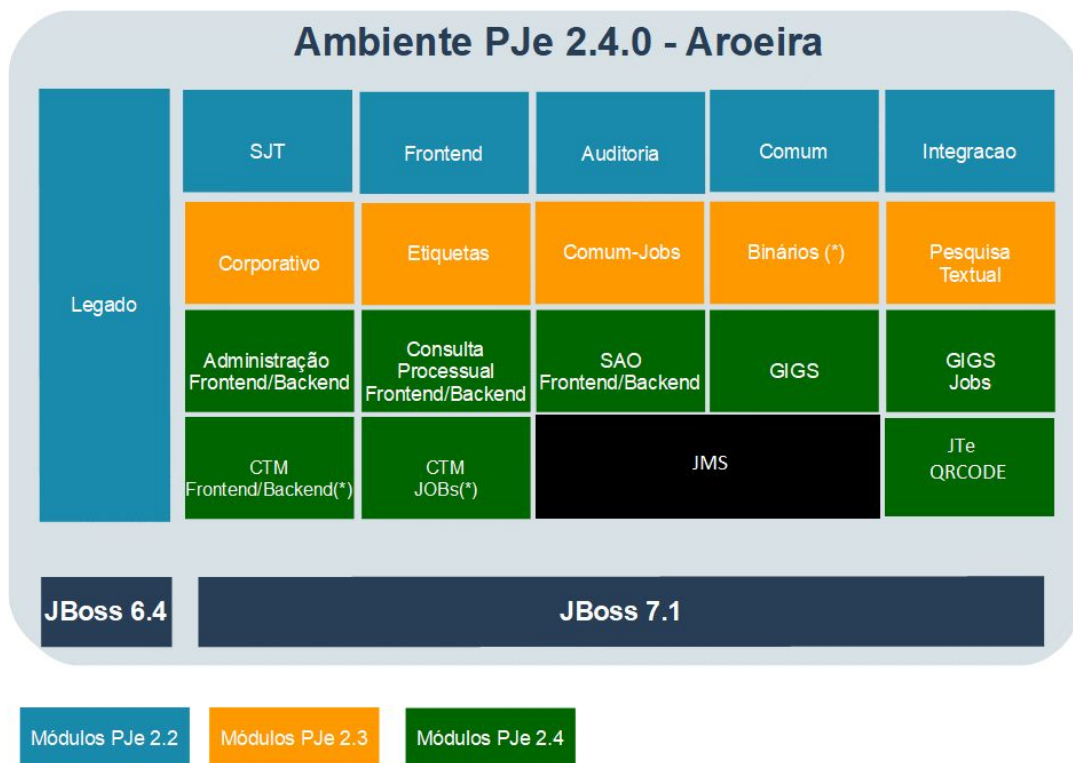 Ambiente PJe 2.4.0 - Aroeira
Legado
SJT
Frontend
Auditoria
Comum
Integracao
Corporativo
Etiquetas
Comum-Jobs
Binários (*)
Pesquisa
Textual
Administração
Frontend/Backend
Consulta
Processual
Frontend/Backend
SAO
Frontend/Backend
GIGS
GIGS
Jobs
CTM
Frontend/Backend(*)
CTM
JOBs(*)
JMS
JTe
QRCODE
JBoss 6.4
JBoss 7.1
Módulos PJe 2.2
Módulos PJe 2.3
Módulos PJe 2.4